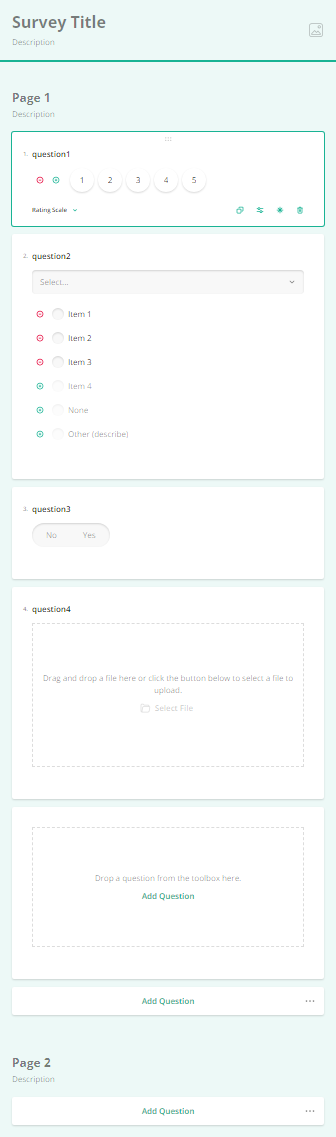 Survey Title
Description
Page 1
Description
1. question1
1 2 3 4 5
Rating Scale
2. question2
Select...
Item 1
Item 2
Item 3
Item 4
None
Other (describe)
3. question3
No Yes
4. question4
Drag and drop a file here or click the button below to select a file to
upload.
Select File
Drop a question from the toolbox here.
Add Question
Add Question
Page 2
Description
Add Question